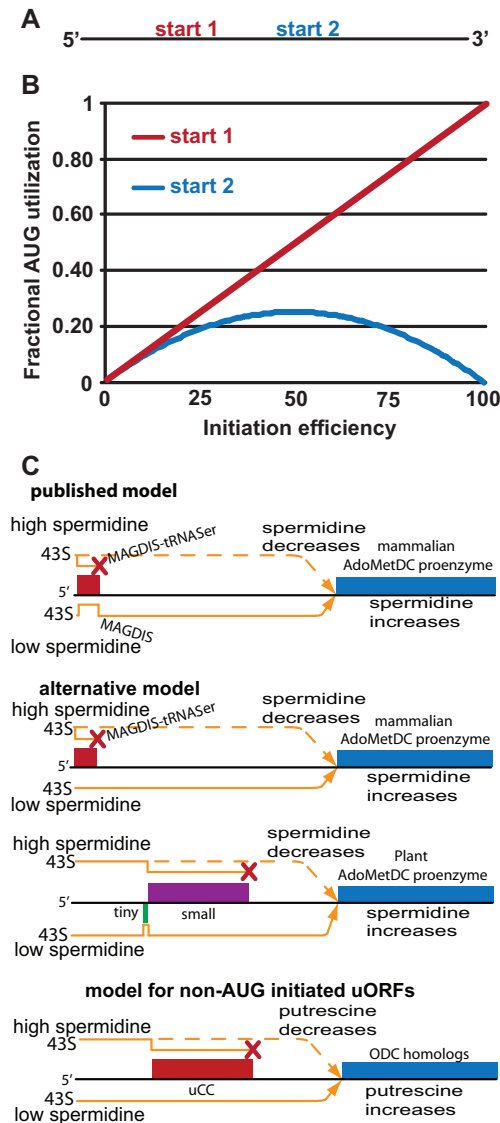 A
5’ start 1 start 2 3’
B
Fractional AUG utilization
1
0.80
0.60
0.40
0.20
0
start 1
start 2
0 25 50 75 100
Initiation efficiency
C
published model
high spermidine
43S
MAGDIS-tRNASer
spermidine
decreases
mammalian
AdoMetDC proenzyme
5’
43S
MAGDIS
spermidine
increases
low spermidine
alternative model
high spermidine
43S
MAGDIS-tRNASer
spermidine
decreases
mammalian
AdoMetDC proenzyme
5’
43S
spermidine
increases
low spermidine
high spermidine
43S
spermidine
decreases
Plant
AdoMetDC proenzyme
5’
tiny
small
43S
spermidine
increases
low spermidine
model for non-AUG initiated uORFs
high spermidine
43S
putrescine
decreases
ODC homologs
5’
uCC
43S
putrescine
increases
low spermidine